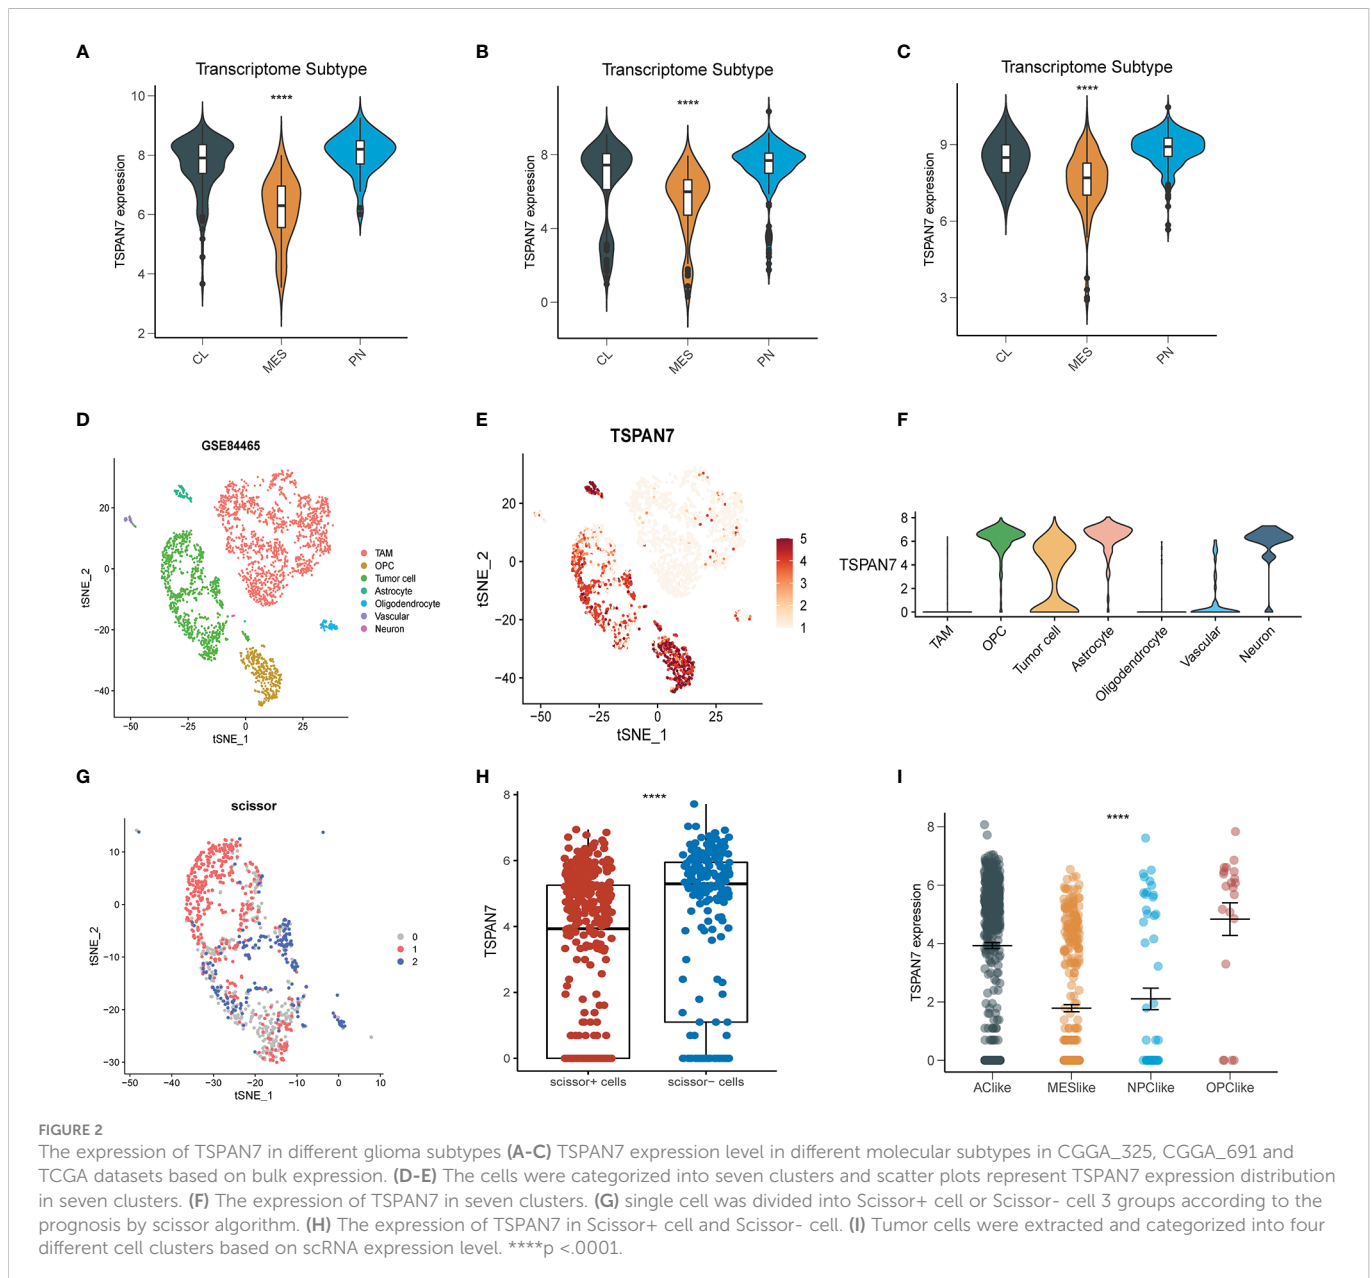 A
B
C
Transcriptome Subtype
Transcriptome Subtype
Transcriptome Subtype
****
****
****
TSPAN7 expression
10
8
6
4
2
CL
MES
PN
TSPAN7 expression
8
4
0
CL
MES
PN
TSPAN7 expression
9
6
3
CL
MES
PN
D
E
F
GSE84465
tSNE_2
20
0
−20
−40
−50
−25
0
25
tSNE_1
TAM
OPC
Tumor cell
Astrocyte
Oligodendrocyte
Vascular
Neuron
TSPAN7
tSNE_2
20
0
−20
−40
−50
−25
0
25
tSNE_1
5
4
3
2
1
TSPAN7
8
6
4
2
0
TAM
OPC
Tumor cell
Astrocyte
Oligodendrocyte
Vascular
Neuron
G
H
I
scissor
tSNE_2
10
0
−10
−20
−30
−50
−40
−30
−20
−10
0
10
tSNE_1
0
1
2
****
TSPAN7
8
6
4
2
0
scissor+ cells
scissor− cells
****
TSPAN7 expression
8
6
4
2
0
AClike
MESlike
NPClike
OPClike
FIGURE 2
The expression of TSPAN7 in different glioma subtypes (A-C) TSPAN7 expression level in different molecular subtypes in CGGA_325, CGGA_691 and
TCGA datasets based on bulk expression. (D-E) The cells were categorized into seven clusters and scatter plots represent TSPAN7 expression distribution
in seven clusters. (F) The expression of TSPAN7 in seven clusters. (G) single cell was divided into Scissor+ cell or Scissor- cell 3 groups according to the
prognosis by scissor algorithm. (H) The expression of TSPAN7 in Scissor+ cell and Scissor- cell. (I) Tumor cells were extracted and categorized into four
different cell clusters based on scRNA expression level. ****p <.0001.